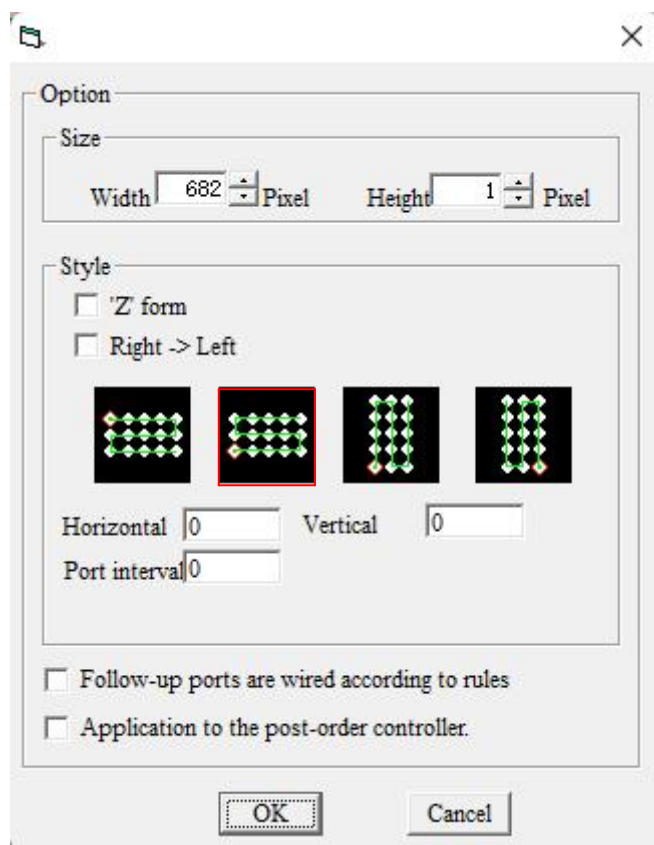 Option
Size
Width 682 Pixel Height 1 Pixel
Style
'Z' form
Right -> Left
Horizontal 0 Vertical 0
Port interval 0
Follow-up ports are wired according to rules
Application to the post-order controller.
OK Cancel